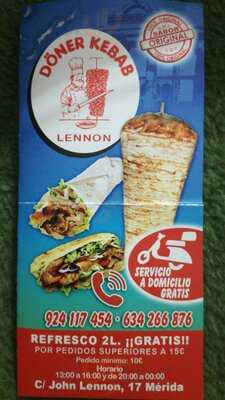 DÖNER KEBAB
LENNON
SABOR
ORIGINAL
SERVICIO
A DOMICILIO
GRATIS
924 117 454 - 634 266 876
REFRESCO 2L. ¡¡GRATIS!!
POR PEDIDOS SUPERIORES A 15€
Pedido mínimo: 10€
Horario
13:00 a 16:00 y de 20:00 a 00:00
C/ John Lennon, 17 Mérida